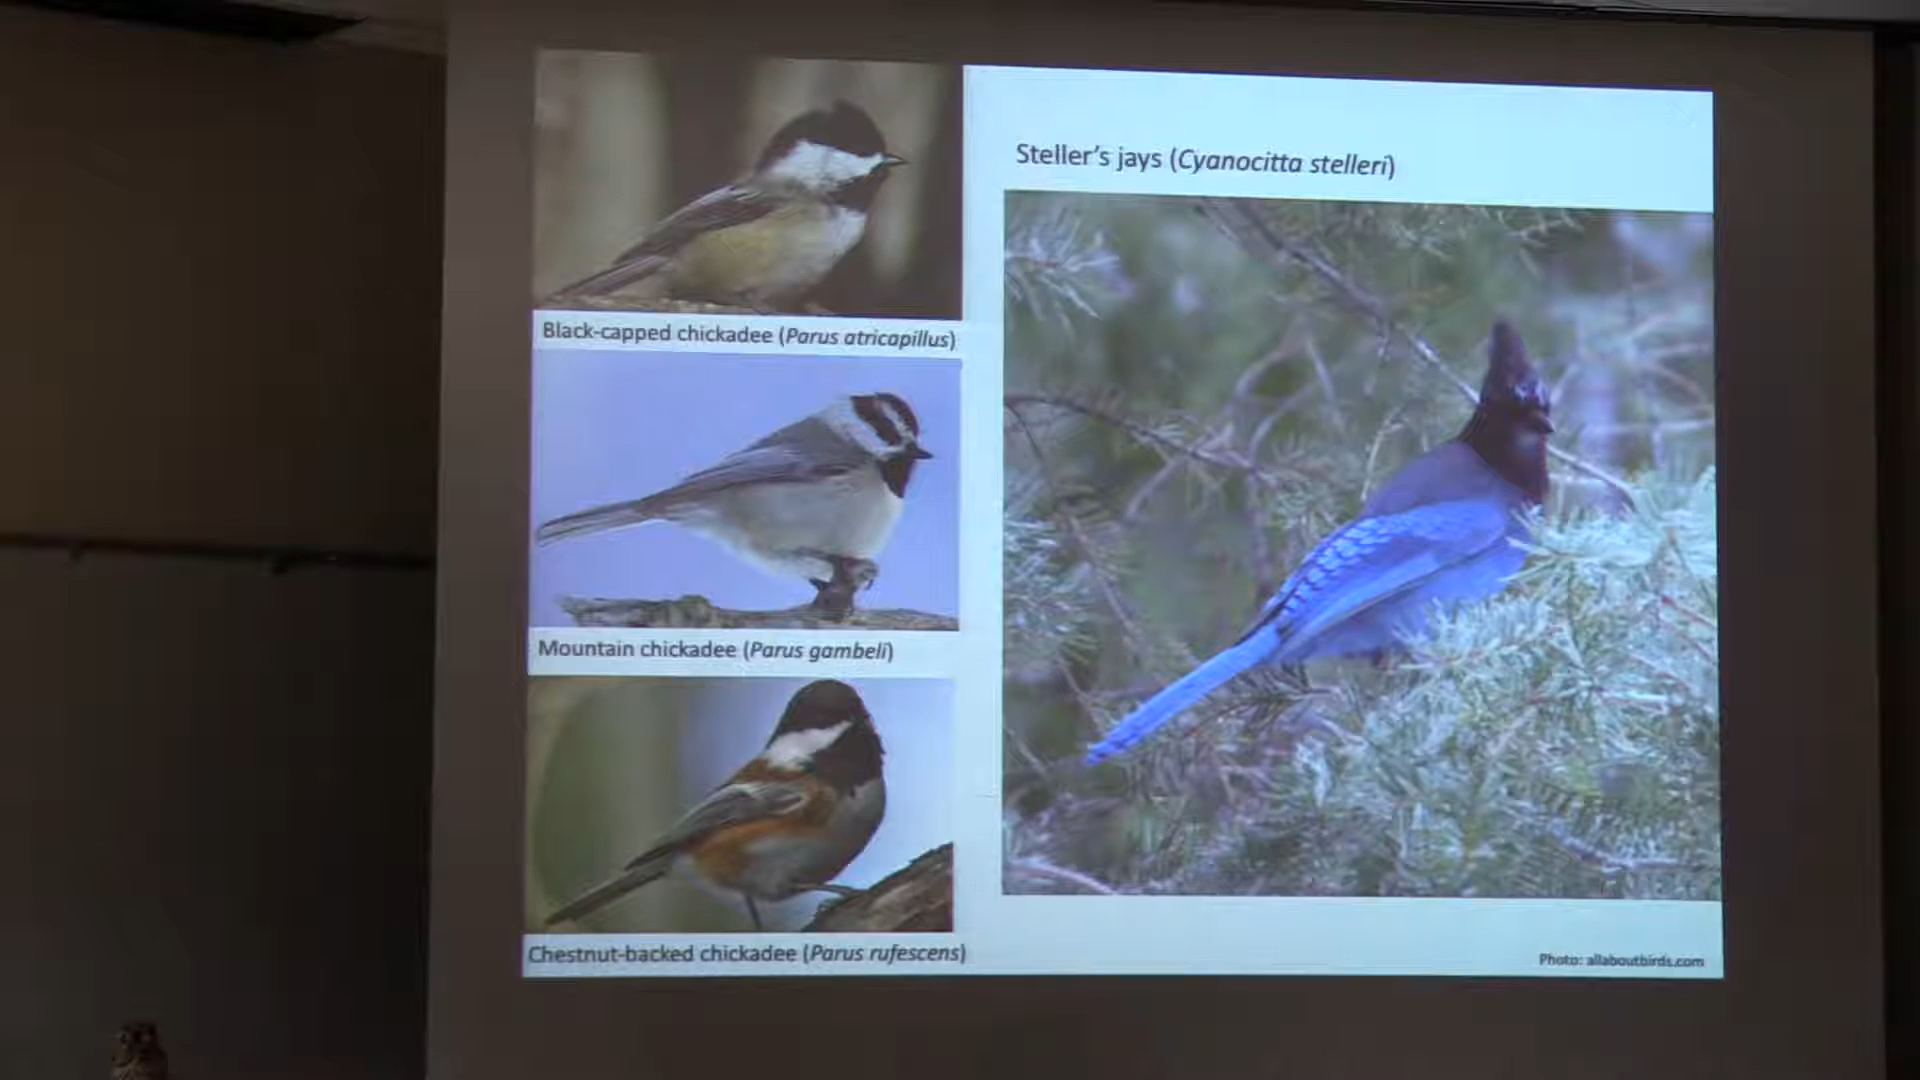 Steller's jays (Cyanocitta stelleri)
Black-capped chickadee (Parus atricapillus)
Mountain chickadee (Parus gambeli)
Chestnut-backed chickadee (Parus rufescens)
Photo: allaboutbirds.com